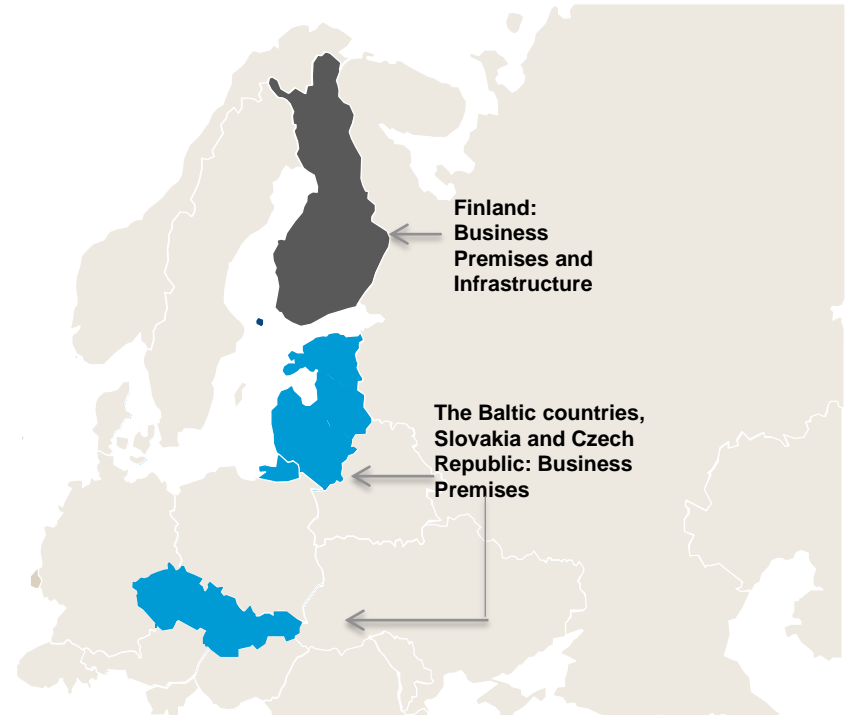 Finland:
Business
Premises and
Infrastructure
The Baltic countries,
Slovakia and Czech
Republic: Business
Premises